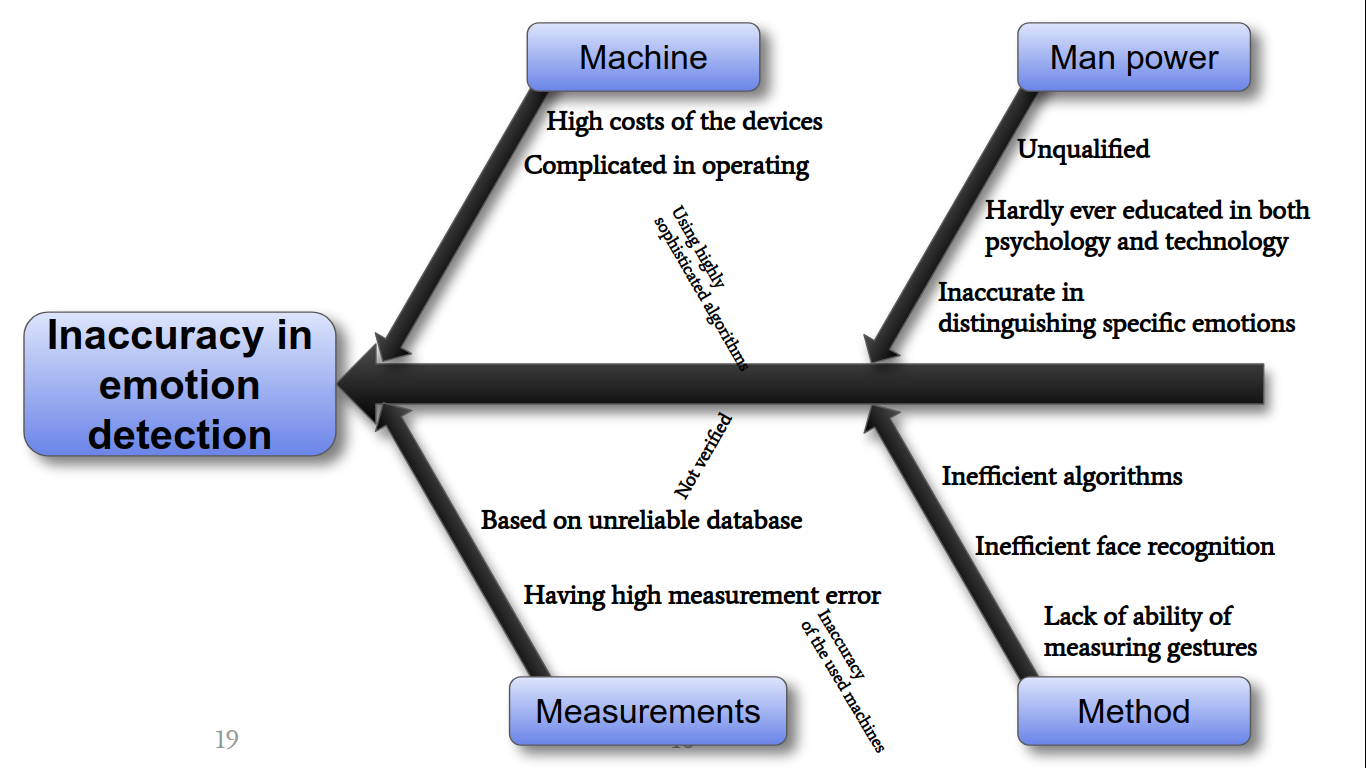 Machine
High costs of the devices
Complicated in operating
Using highly
sophisticated algorithms
Man power
Unqualified
Hardly ever educated in both
psychology and technology
Inaccurate in
distinguishing specific emotions
Inaccuracy in
emotion
detection
Not verified
Based on unreliable database
Having high measurement error
Inaccuracy
of the used machines
Measurements
Inefficient algorithms
Inefficient face recognition
Lack of ability of
measuring gestures
Method
19